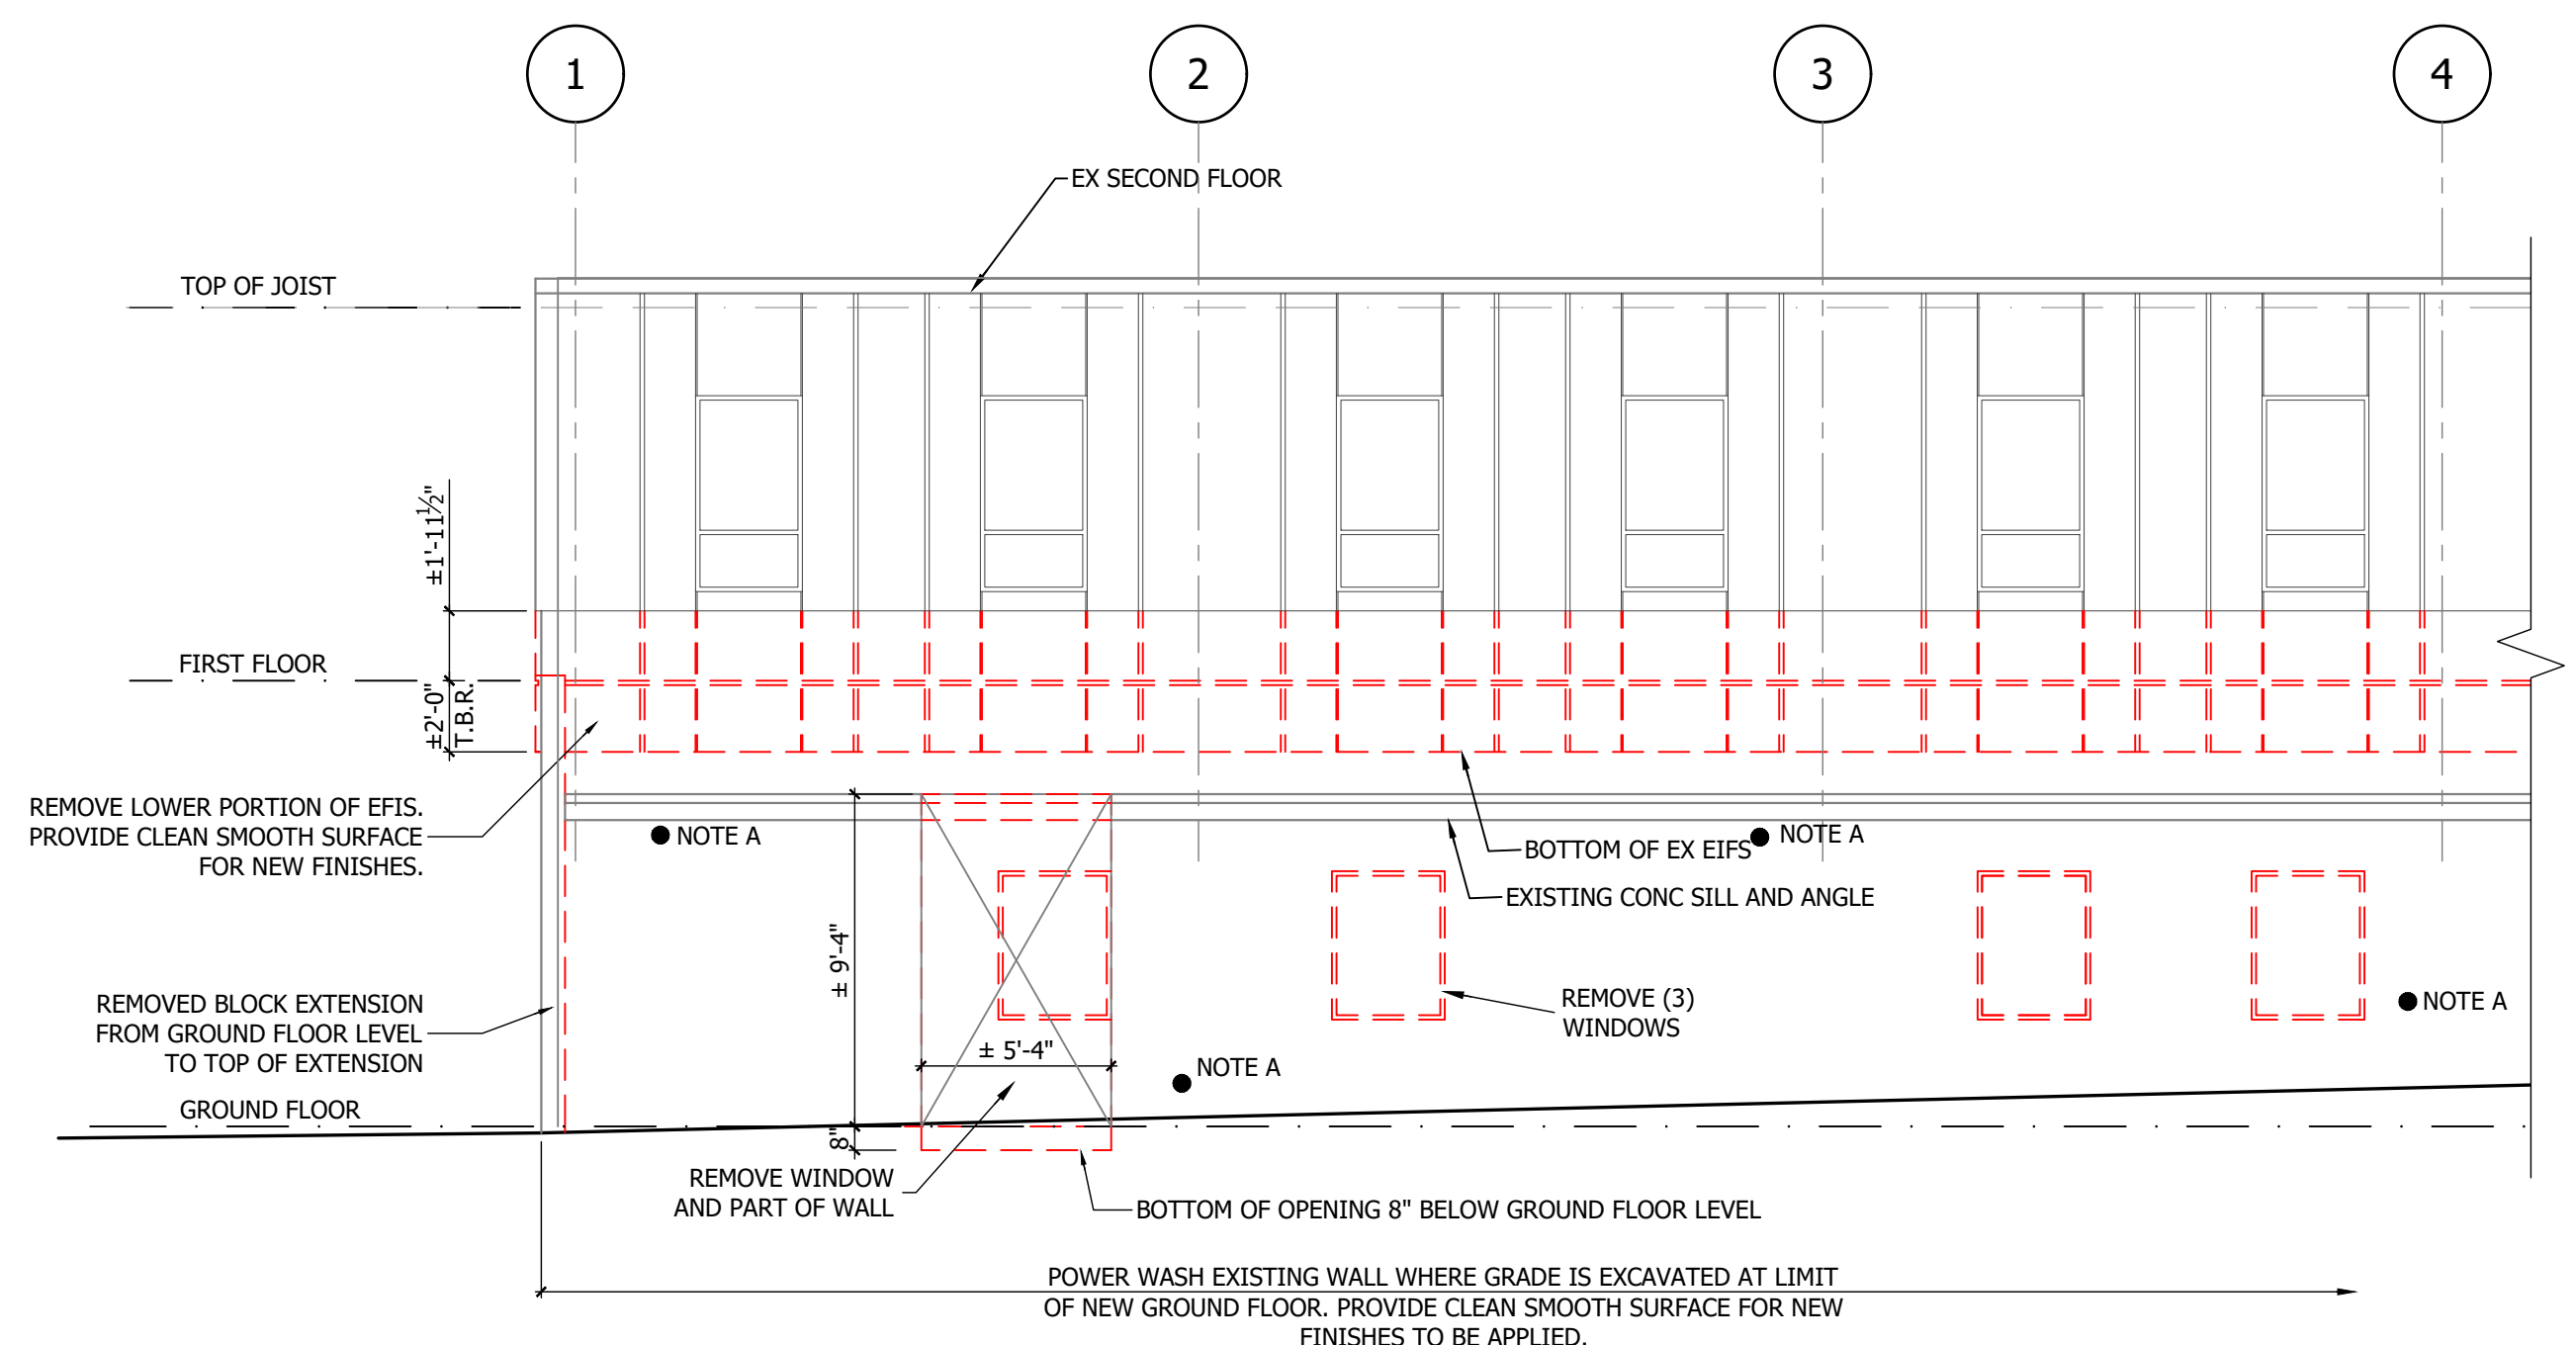 1
2
3
4
EX SECOND FLOOR
TOP OF JOIST
±1'-11½"
FIRST FLOOR
±2'-0"
T.B.R.
REMOVE LOWER PORTION OF EFIS.
PROVIDE CLEAN SMOOTH SURFACE
FOR NEW FINISHES.
NOTE A
BOTTOM OF EX EIFS
NOTE A
EXISTING CONC SILL AND ANGLE
± 9'-4"
REMOVED BLOCK EXTENSION
FROM GROUND FLOOR LEVEL
TO TOP OF EXTENSION
REMOVE (3)
WINDOWS
NOTE A
± 5'-4"
NOTE A
GROUND FLOOR
8"
REMOVE WINDOW
AND PART OF WALL
BOTTOM OF OPENING 8" BELOW GROUND FLOOR LEVEL
POWER WASH EXISTING WALL WHERE GRADE IS EXCAVATED AT LIMIT
OF NEW GROUND FLOOR. PROVIDE CLEAN SMOOTH SURFACE FOR NEW
FINISHES TO BE APPLIED.